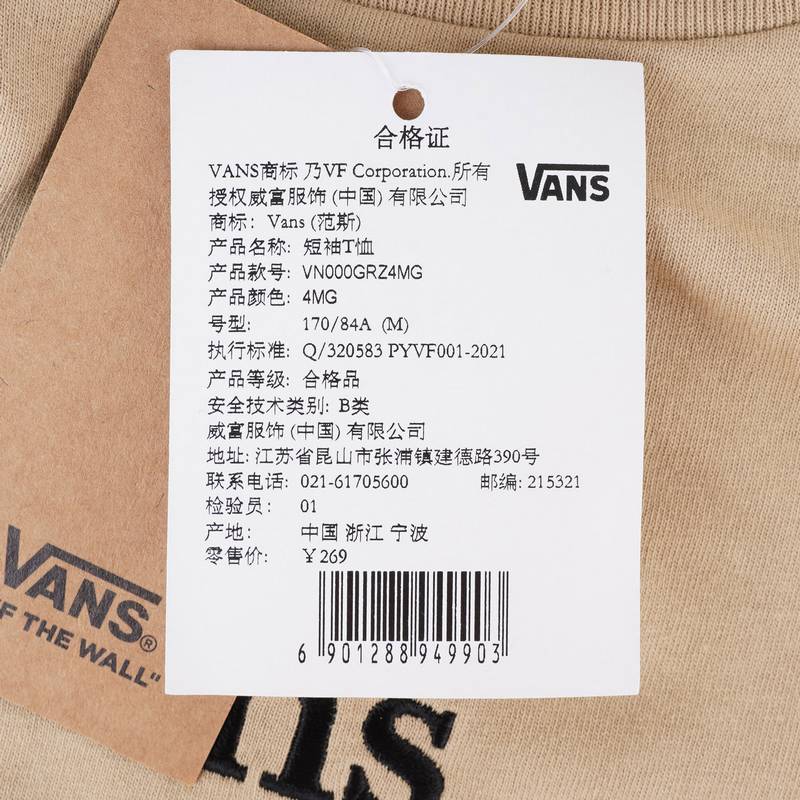 合格证
VANS商标 乃VF Corporation.所有
授权威富服饰 (中国) 有限公司
VANS
商标: Vans (范斯)
产品名称: 短袖T恤
产品款号: VN000GRZ4MG
产品颜色: 4MG
号型: 170/84A (M)
执行标准: Q/320583 PYVF001-2021
产品等级: 合格品
安全技术类别: B类
威富服饰 (中国) 有限公司
地址: 江苏省昆山市张浦镇建德路390号
联系电话: 021-61705600 邮编: 215321
检验员: 01
产地: 中国 浙江 宁波
零售价: ¥269
6 901288 949903
VANS®
F THE WALL"
ns